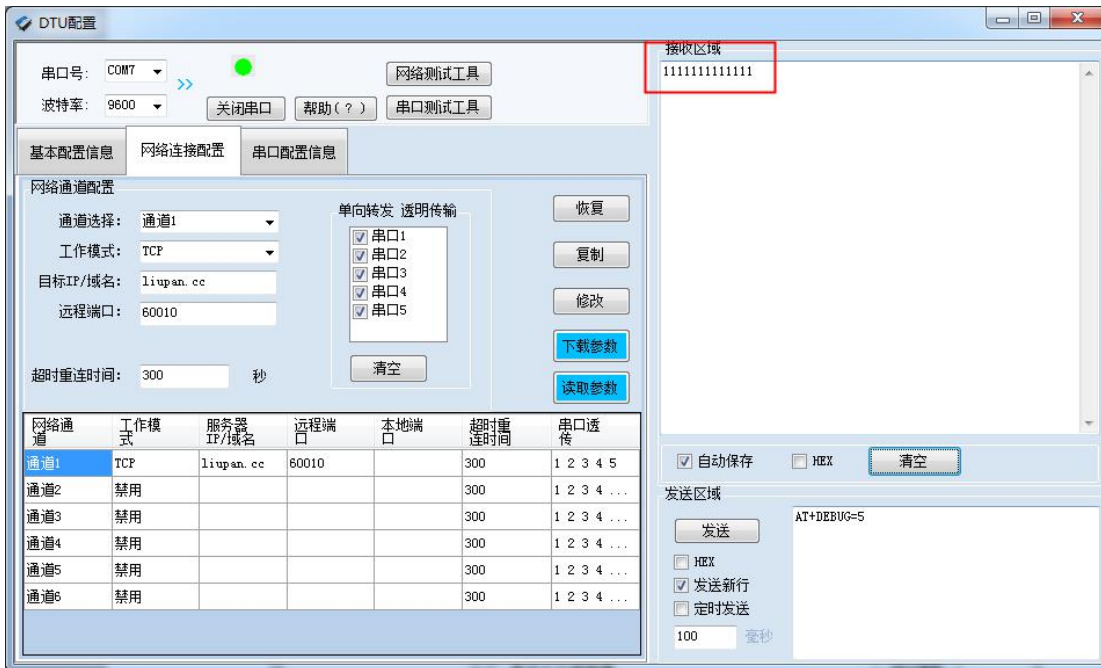 DTU配置
串口号: COM7
>>
波特率: 9600
关闭串口 帮助(?)
网络测试工具
串口测试工具
基本配置信息 网络连接配置 串口配置信息
网络通道配置
通道选择: 通道1
工作模式: TCP
目标IP/域名: liupan.cc
远程端口: 60010
超时重连时间: 300 秒
单向转发 透明传输
串口1
串口2
串口3
串口4
串口5
清空
恢复
复制
修改
下载参数
读取参数
网络通道 工作模式 服务器IP/域名 远程端口 本地端口 超时重连时间 串口透传
通道1 TCP liupan.cc 60010 300 1 2 3 4 5
通道2 禁用 300 1 2 3 4 ...
通道3 禁用 300 1 2 3 4 ...
通道4 禁用 300 1 2 3 4 ...
通道5 禁用 300 1 2 3 4 ...
通道6 禁用 300 1 2 3 4 ...
接收区域
1111111111111
自动保存 HEX 清空
发送区域
发送
HEX
发送新行
定时发送
100 毫秒
AT+DEBUG=5